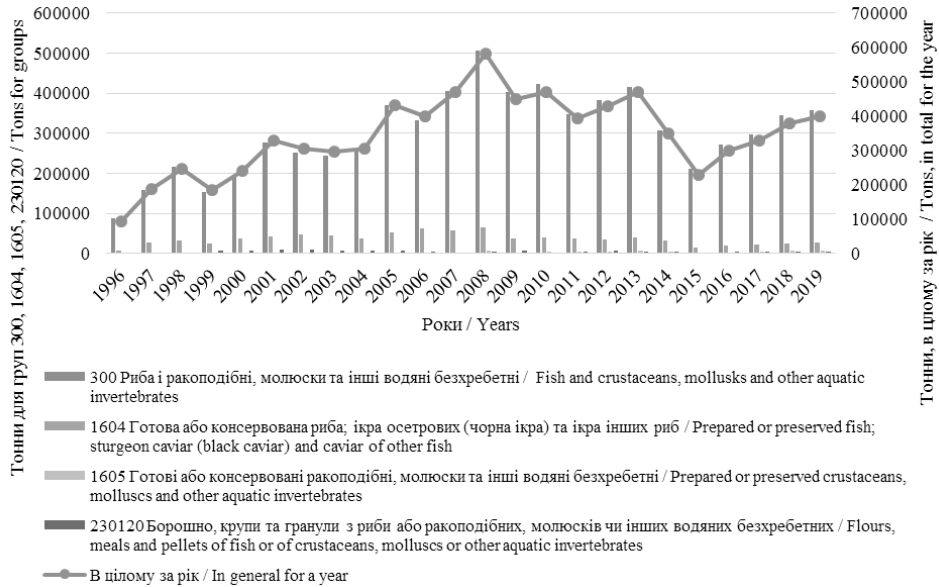 600000
500000
400000
300000
200000
100000
0
700000
600000
500000
400000
300000
200000
100000
0
Тонни для груп 300, 1604, 1605, 230120 / Tons for groups
Тонни, в цілому за рік / Tons, in total for the year
1996 1997 1998 1999 2000 2001 2002 2003 2004 2005 2006 2007 2008 2009 2010 2011 2012 2013 2014 2015 2016 2017 2018 2019
Роки / Years
300 Риба і ракоподібні, молюски та інші водяні безхребетні / Fish and crustaceans, mollusks and other aquatic
invertebrates
1604 Готова або консервована риба; ікра осетрових (чорна ікра) та ікра інших риб / Prepared or preserved fish;
sturgeon caviar (black caviar) and caviar of other fish
1605 Готові або консервовані ракоподібні, молюски та інші водяні безхребетні / Prepared or preserved crustaceans,
molluscs and other aquatic invertebrates
230120 Борошно, крупи та гранули з риби або ракоподібних, молюсків чи інших водяних безхребетних / Flours,
meals and pellets of fish or of crustaceans, molluscs or other aquatic invertebrates
В цілому за рік / In general for a year